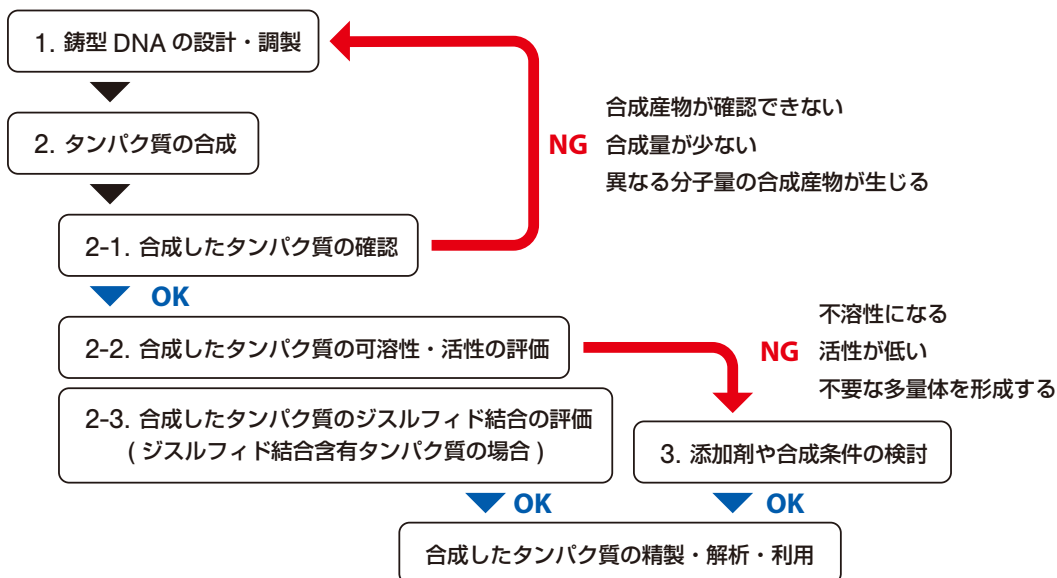 1. 鋳型 DNA の設計・調製
2. タンパク質の合成
合成産物が確認できない
NG 合成量が少ない
異なる分子量の合成産物が生じる
2-1. 合成したタンパク質の確認
OK
2-2. 合成したタンパク質の可溶性・活性の評価
不溶性になる
NG 活性が低い
不要な多量体を形成する
2-3. 合成したタンパク質のジスルフィド結合の評価
( ジスルフィド結合含有タンパク質の場合 )
3. 添加剤や合成条件の検討
OK
OK
合成したタンパク質の精製・解析・利用